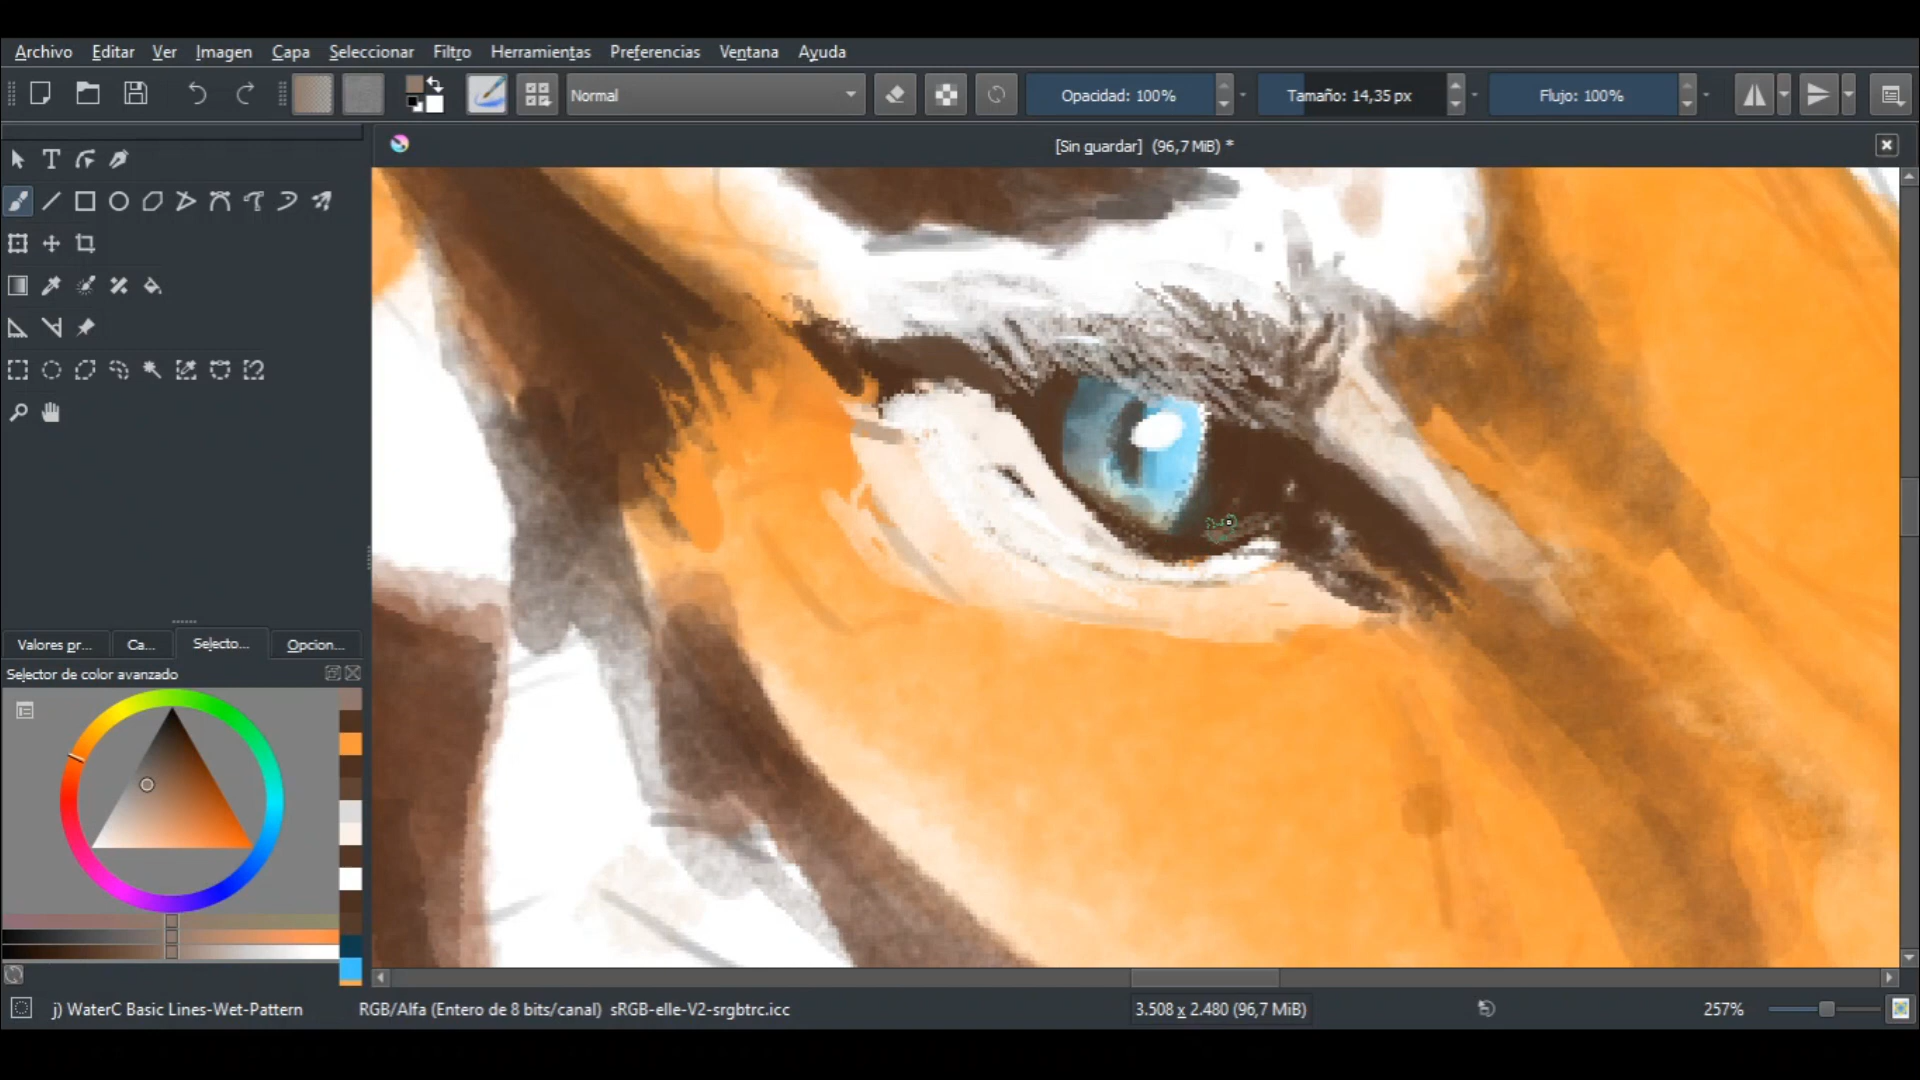 Archivo Editar Ver Imagen Capa Seleccionar Filtro Herramientas Preferencias Ventana Ayuda
Normal Opacidad: 100% Tamaño: 14,35 px Flujo: 100%
[Sin guardar] (96,7 MiB) *
Valores pr... Ca... Selecto... Opcion...
Selector de color avanzado
j) WaterC Basic Lines-Wet-Pattern RGB/Alfa (Entero de 8 bits/canal) sRGB-elle-V2-srgbtrc.icc 3.508 x 2.480 (96,7 MiB) 257%